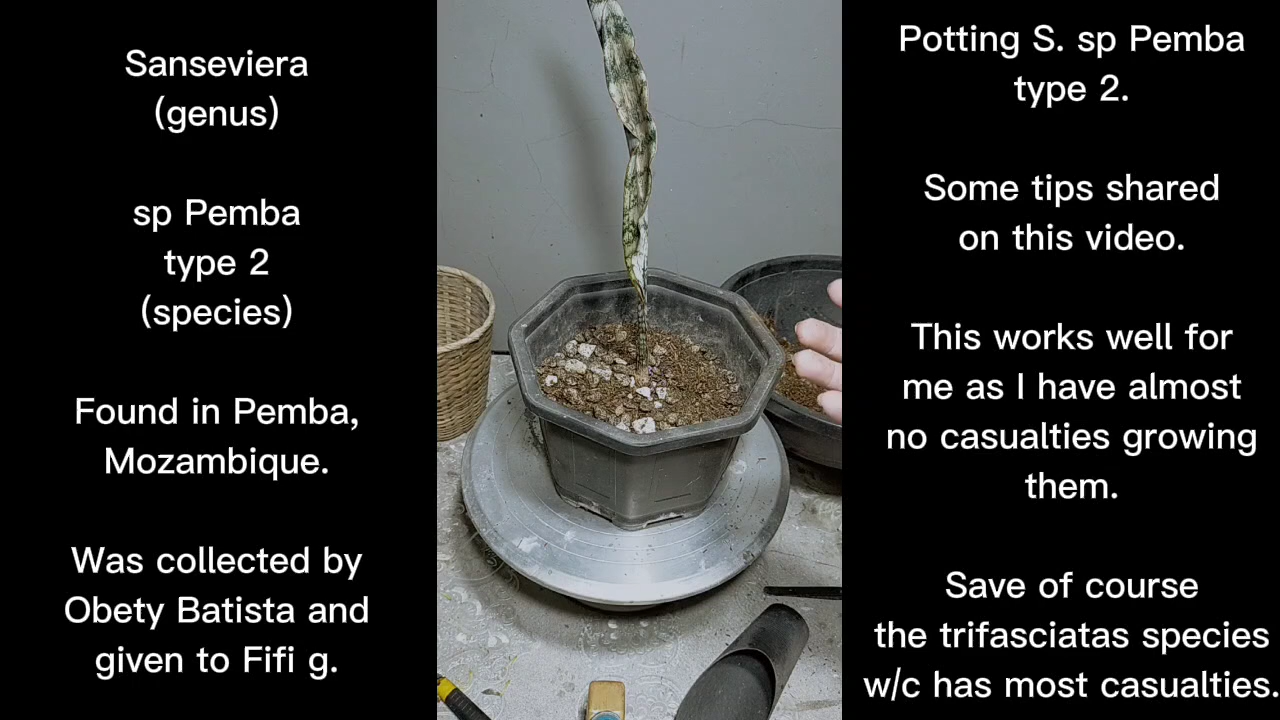 Sanseviera
(genus)
sp Pemba
type 2
(species)
Found in Pemba,
Mozambique.
Was collected by
Obety Batista and
given to Fifi g.
Potting S. sp Pemba
type 2.
Some tips shared
on this video.
This works well for
me as I have almost
no casualties growing
them.
Save of course
the trifasciatas species
w/c has most casualties.